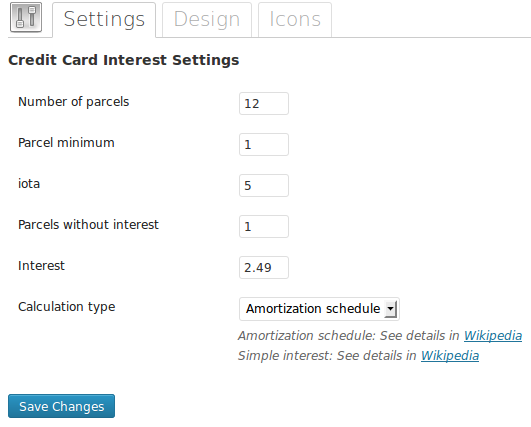 Settings Design Icons
Credit Card Interest Settings
Number of parcels 12
Parcel minimum 1
iota 5
Parcels without interest 1
Interest 2.49
Calculation type Amortization schedule
Amortization schedule: See details in Wikipedia
Simple interest: See details in Wikipedia
Save Changes